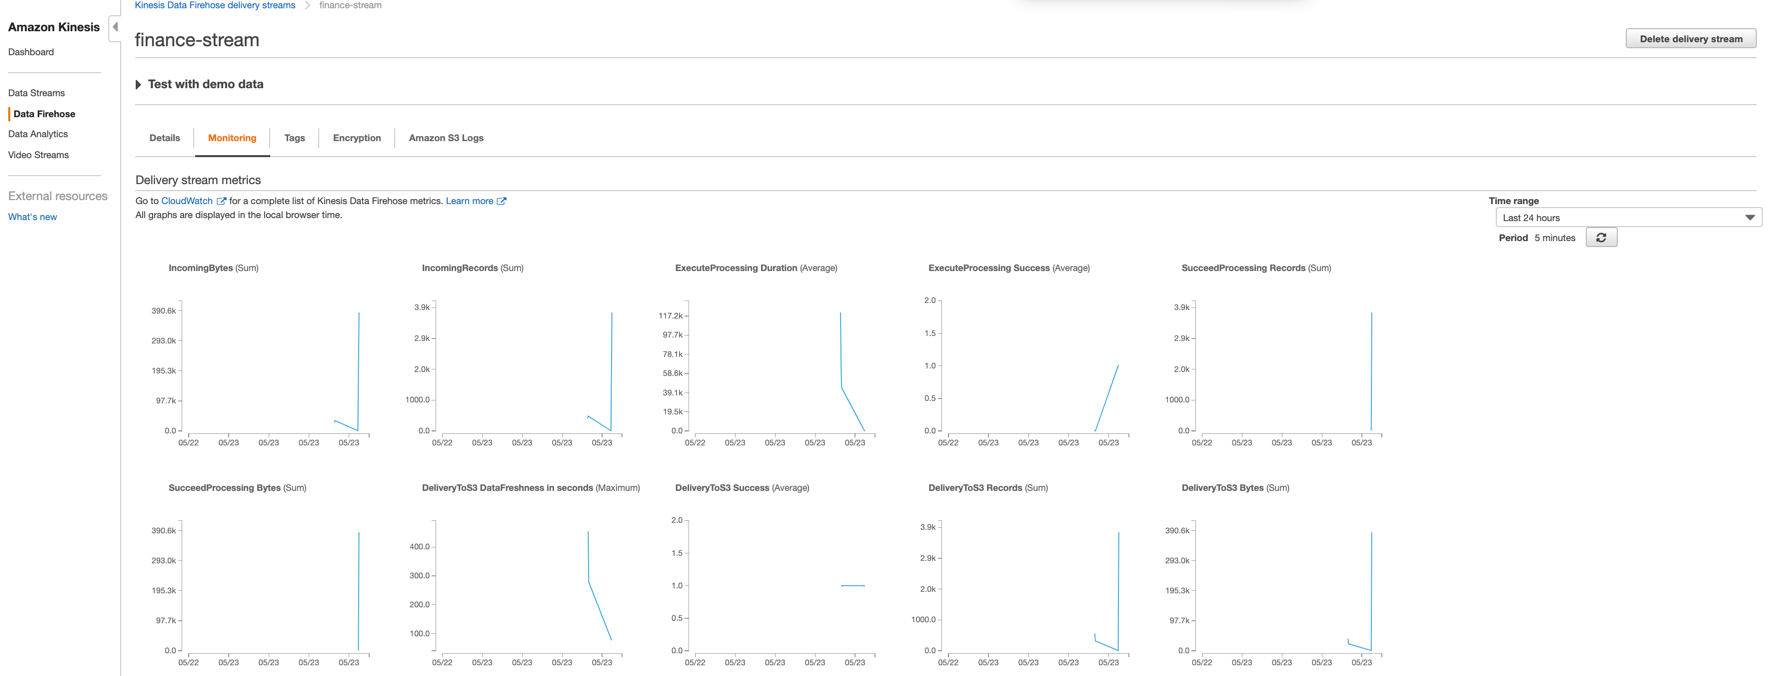 Kinesis Data Firehose delivery streams > finance-stream
Amazon Kinesis
Dashboard
Data Streams
Data Firehose
Data Analytics
Video Streams
External resources
What's new
finance-stream
Delete delivery stream
Test with demo data
Details Monitoring Tags Encryption Amazon S3 Logs
Delivery stream metrics
Go to CloudWatch for a complete list of Kinesis Data Firehose metrics. Learn more
All graphs are displayed in the local browser time.
Time range
Last 24 hours
Period 5 minutes
IncomingBytes (Sum)
390.6k
293.0k
195.3k
97.7k
0.0
05/22 05/23 05/23 05/23 05/23
IncomingRecords (Sum)
3.9k
2.9k
2.0k
1000.0
0.0
05/22 05/23 05/23 05/23 05/23
ExecuteProcessing Duration (Average)
117.2k
97.7k
78.1k
58.6k
39.1k
19.5k
0.0
05/22 05/23 05/23 05/23 05/23
ExecuteProcessing Success (Average)
2.0
1.5
1.0
0.5
0.0
05/22 05/23 05/23 05/23 05/23
SucceedProcessing Records (Sum)
3.9k
2.9k
2.0k
1000.0
0.0
05/22 05/23 05/23 05/23 05/23
SucceedProcessing Bytes (Sum)
390.6k
293.0k
195.3k
97.7k
0.0
05/22 05/23 05/23 05/23 05/23
DeliveryToS3 DataFreshness in seconds (Maximum)
400.0
300.0
200.0
100.0
05/22 05/23 05/23 05/23 05/23
DeliveryToS3 Success (Average)
2.0
1.5
1.0
0.5
0.0
05/22 05/23 05/23 05/23 05/23
DeliveryToS3 Records (Sum)
3.9k
2.9k
2.0k
1000.0
0.0
05/22 05/23 05/23 05/23 05/23
DeliveryToS3 Bytes (Sum)
390.6k
293.0k
195.3k
97.7k
0.0
05/22 05/23 05/23 05/23 05/23